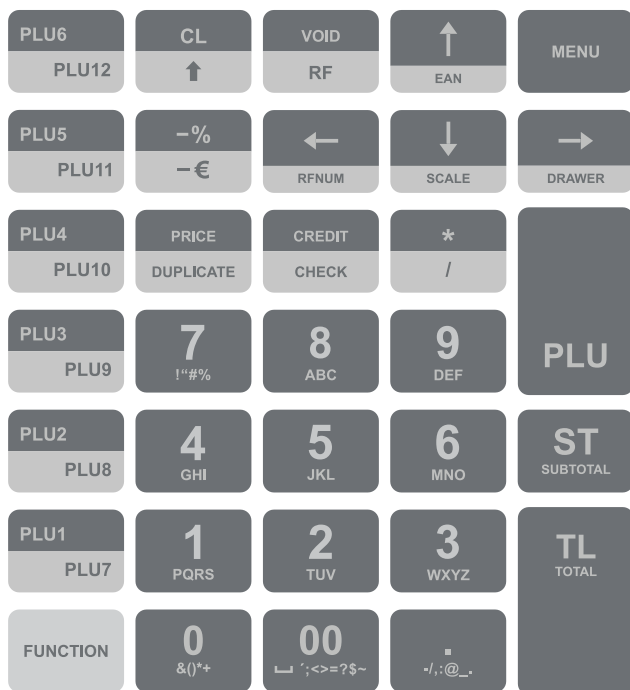 PLU6
PLU12
CL
⬆
VOID
RF
↑
EAN
MENU
PLU5
PLU11
-%
-€
←
RFNUM
↓
SCALE
→
DRAWER
PLU4
PLU10
PRICE
DUPLICATE
CREDIT
CHECK
*
/
PLU
PLU3
PLU9
7
!“#%
8
ABC
9
DEF
PLU2
PLU8
4
GHI
5
JKL
6
MNO
ST
SUBTOTAL
PLU1
PLU7
1
PQRS
2
TUV
3
WXYZ
TL
TOTAL
FUNCTION
0
&()*+
00
⎵ ´;<>=?$~
.
-/,:@_.